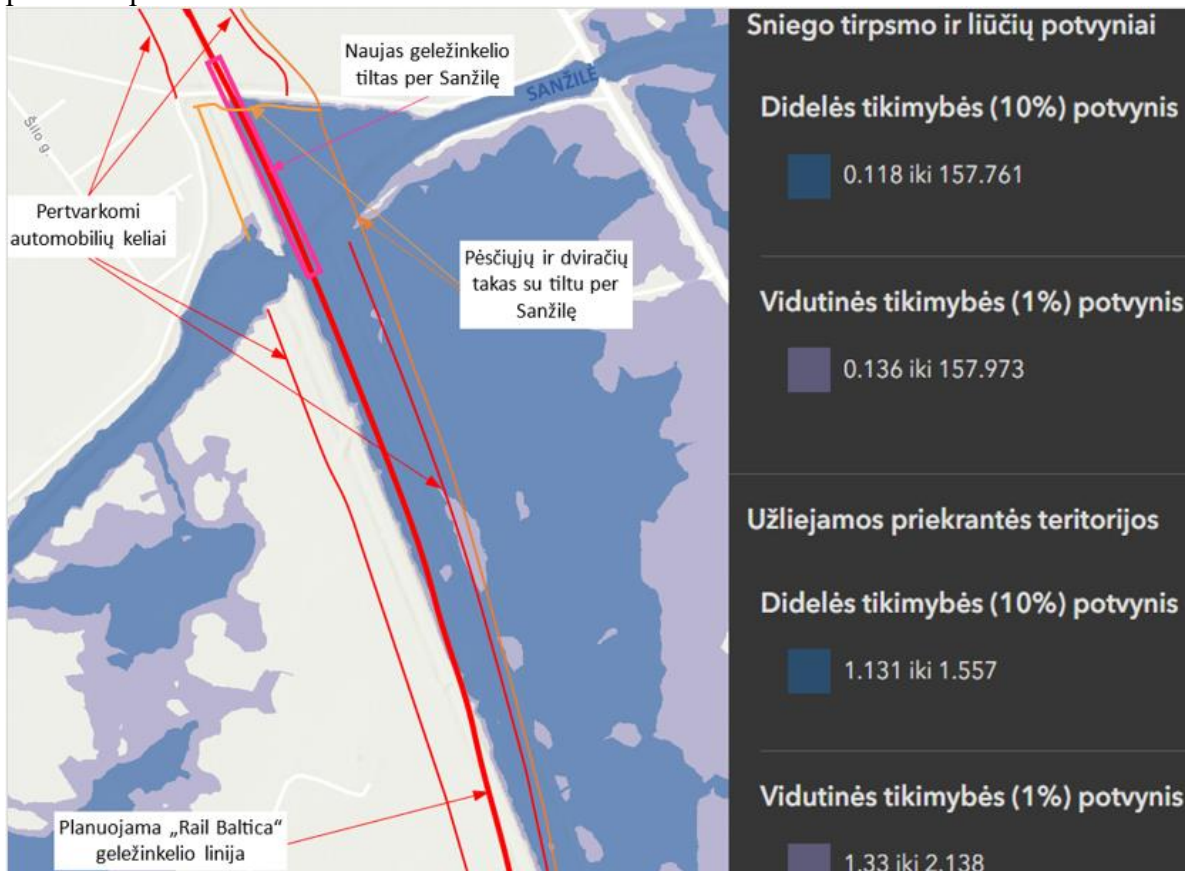 Naujas geležinkelio
tiltas per Sanžilę
SANŽILĖ
Šilo g.
Pertvarkomi
automobilių keliai
Pėsčiųjų ir dviračių
takas su tiltu per
Sanžilę
Planuojama „Rail Baltica“
geležinkelio linija
Sniego tirpsmo ir liūčių potvyniai
Didelės tikimybės (10%) potvynis
0.118 iki 157.761
Vidutinės tikimybės (1%) potvynis
0.136 iki 157.973
Užliejamos priekrantės teritorijos
Didelės tikimybės (10%) potvynis
1.131 iki 1.557
Vidutinės tikimybės (1%) potvynis
1.33 iki 2.138